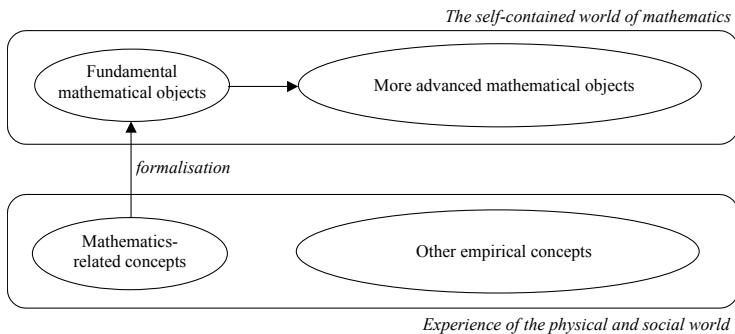 The self-contained world of mathematics
Fundamental
mathematical objects
More advanced mathematical objects
formalisation
Mathematics-
related concepts
Other empirical concepts
Experience of the physical and social world